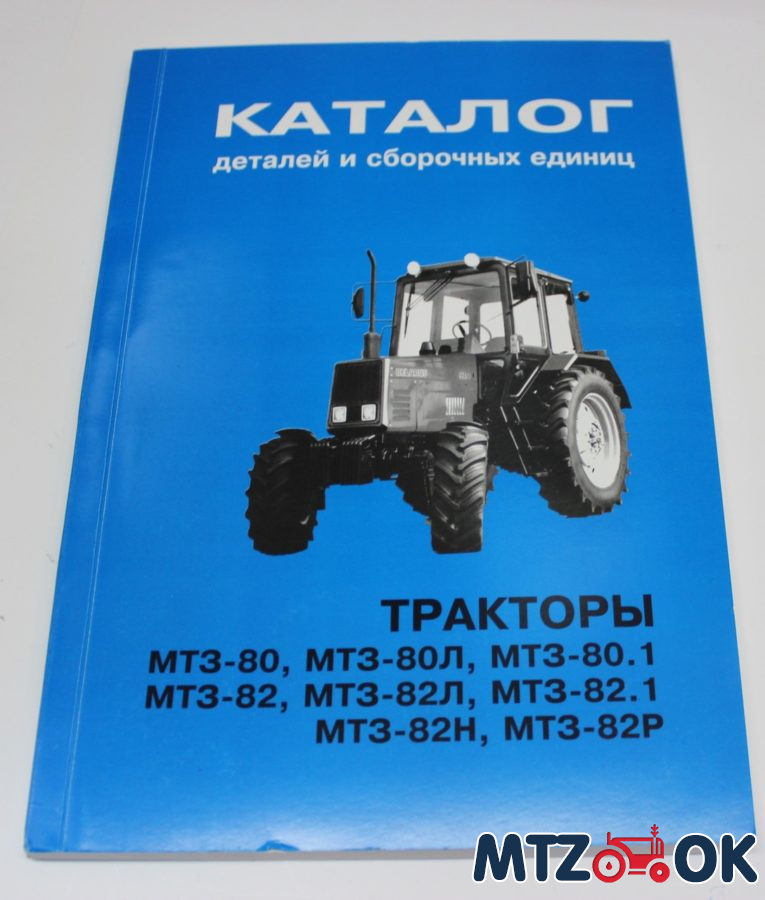 КАТАЛОГ
деталей и сборочных единиц
BELARUS
ТРАКТОРЫ
МТЗ-80, МТЗ-80Л, МТЗ-80.1
МТЗ-82, МТЗ-82Л, МТЗ-82.1
МТЗ-82Н, МТЗ-82Р
MTZ OK